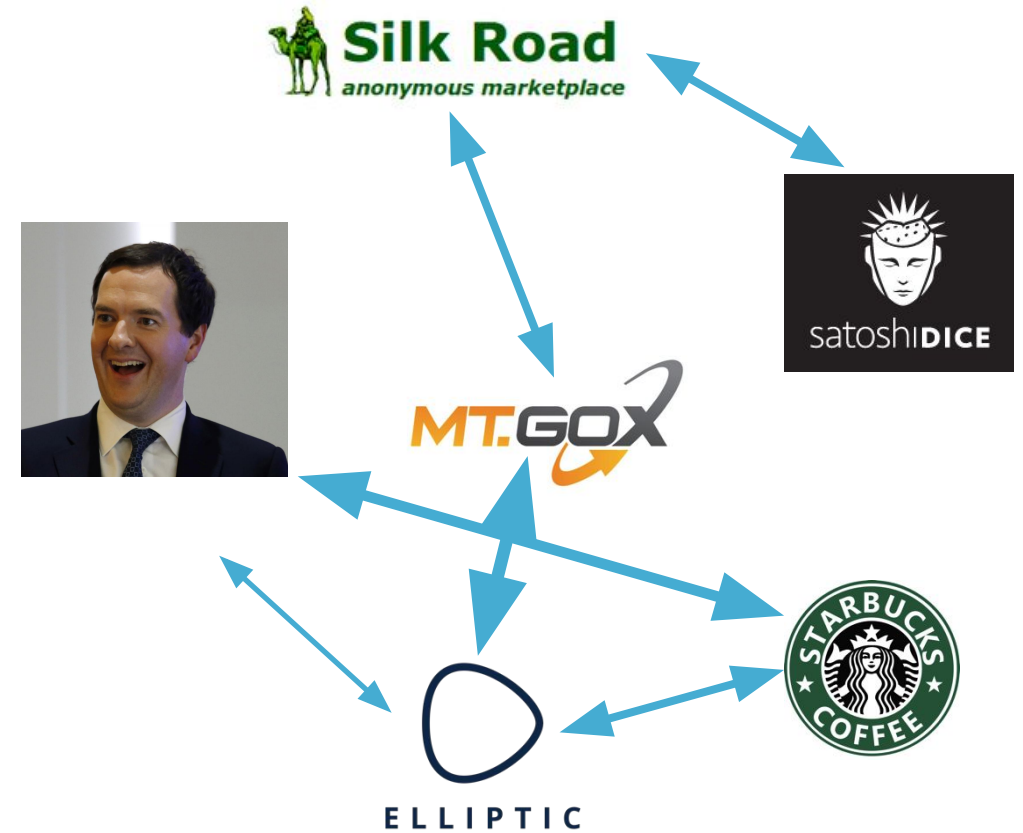 Silk Road
anonymous marketplace
satoshiDICE
MT.GOX
STARBUCKS
COFFEE
ELLIPTIC